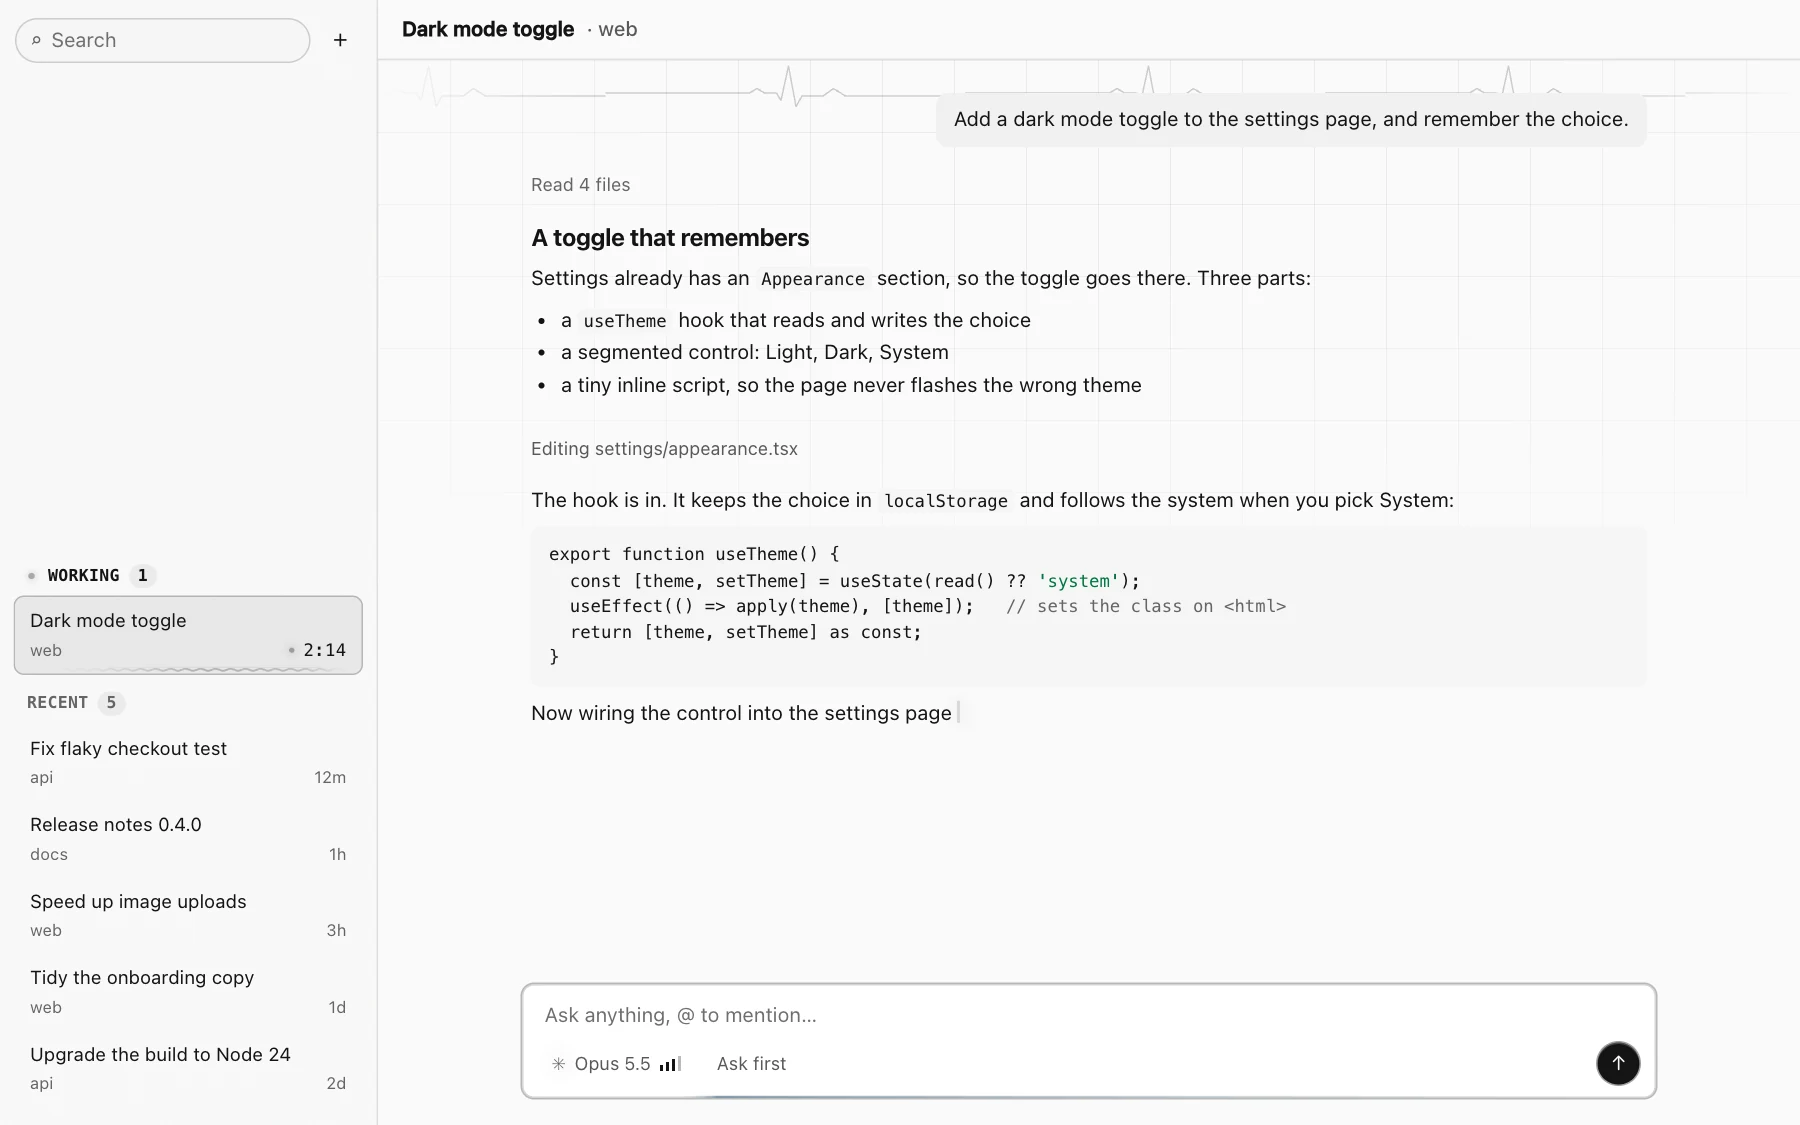 Search
+
WORKING 1
Dark mode toggle
web
2:14
RECENT 5
Fix flaky checkout test
api
12m
Release notes 0.4.0
docs
1h
Speed up image uploads
web
3h
Tidy the onboarding copy
web
1d
Upgrade the build to Node 24
api
2d
Dark mode toggle · web
Add a dark mode toggle to the settings page, and remember the choice.
Read 4 files
A toggle that remembers
Settings already has an Appearance section, so the toggle goes there. Three parts:
• a useTheme hook that reads and writes the choice
• a segmented control: Light, Dark, System
• a tiny inline script, so the page never flashes the wrong theme
Editing settings/appearance.tsx
The hook is in. It keeps the choice in localStorage and follows the system when you pick System:
export function useTheme() {
  const [theme, setTheme] = useState(read() ?? 'system');
  useEffect(() => apply(theme), [theme]);   // sets the class on <html>
  return [theme, setTheme] as const;
}
Now wiring the control into the settings page
Ask anything, @ to mention...
Opus 5.5
Ask first